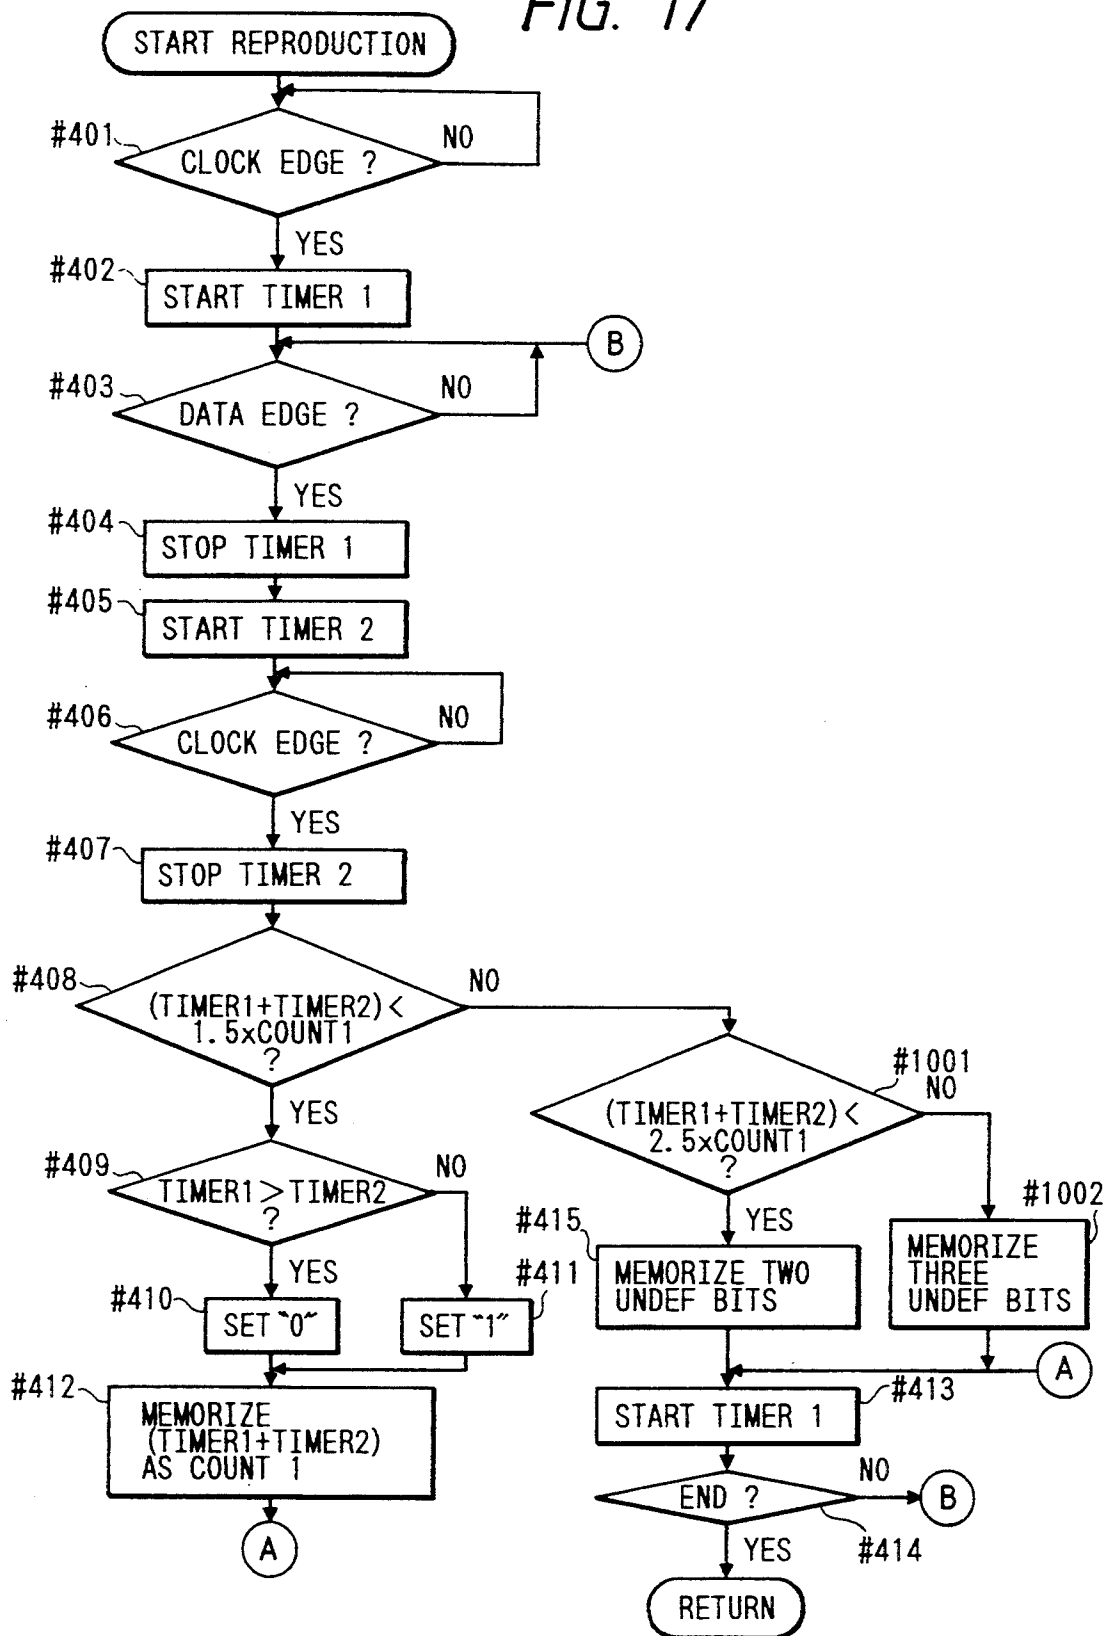 FIG. 17
START REPRODUCTION
#401
CLOCK EDGE ?
NO
YES
#402
START TIMER 1
B
#403
DATA EDGE ?
NO
YES
#404
STOP TIMER 1
#405
START TIMER 2
#406
CLOCK EDGE ?
NO
YES
#407
STOP TIMER 2
#408
(TIMER1+TIMER2)<
1.5xCOUNT1
?
NO
YES
#1001
(TIMER1+TIMER2)<
2.5xCOUNT1
?
NO
YES
#409
TIMER1>TIMER2
?
NO
YES
#410
SET "0"
#411
SET "1"
#415
MEMORIZE TWO
UNDEF BITS
#1002
MEMORIZE
THREE
UNDEF BITS
#412
MEMORIZE
(TIMER1+TIMER2)
AS COUNT 1
A
A
#413
START TIMER 1
END ?
NO
B
#414
YES
RETURN